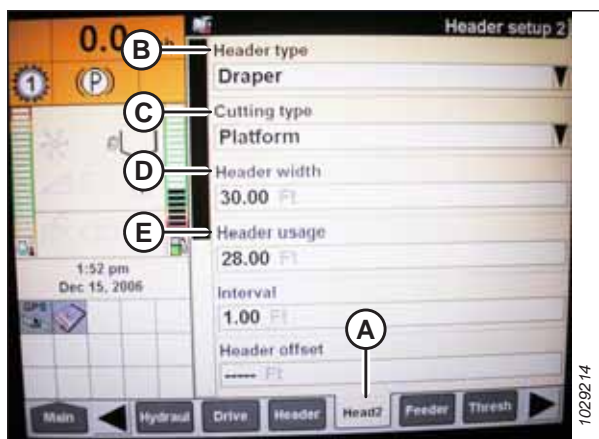 0.0
Header setup 2
B
Header type
1
(P)
Draper
C
Cutting type
Platform
D
Header width
30.00 Ft
E
Header usage
28.00 Ft
1:52 pm
Dec 15, 2006
Interval
1.00 Ft
GPS
A
Header offset
---- Ft
Main
Hydraul
Drive
Header
Head2
Feeder
Thresh
1029214